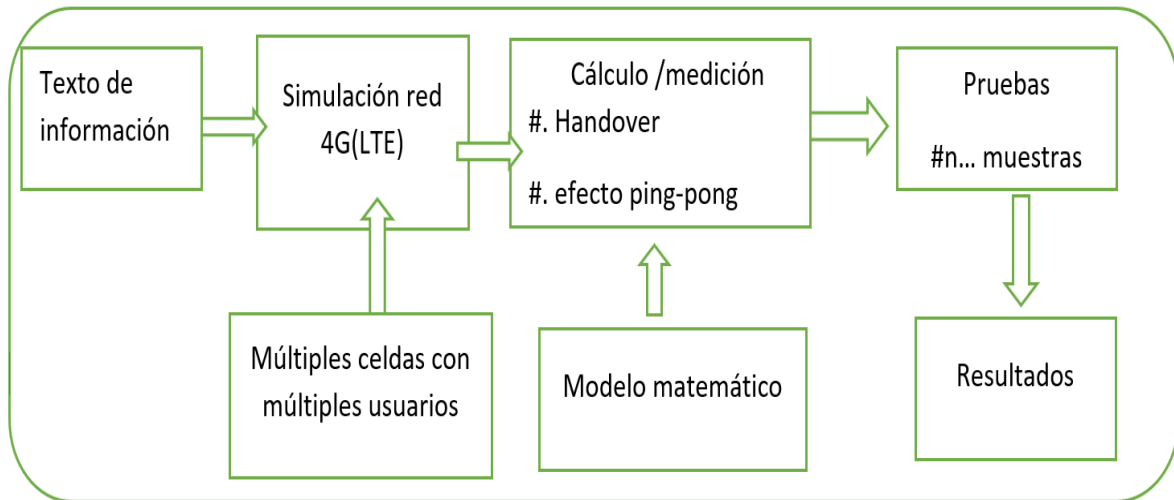 Texto de
información
Simulación red
4G(LTE)
Cálculo /medición
#. Handover
#. efecto ping-pong
Pruebas
#n... muestras
Múltiples celdas con
múltiples usuarios
Modelo matemático
Resultados